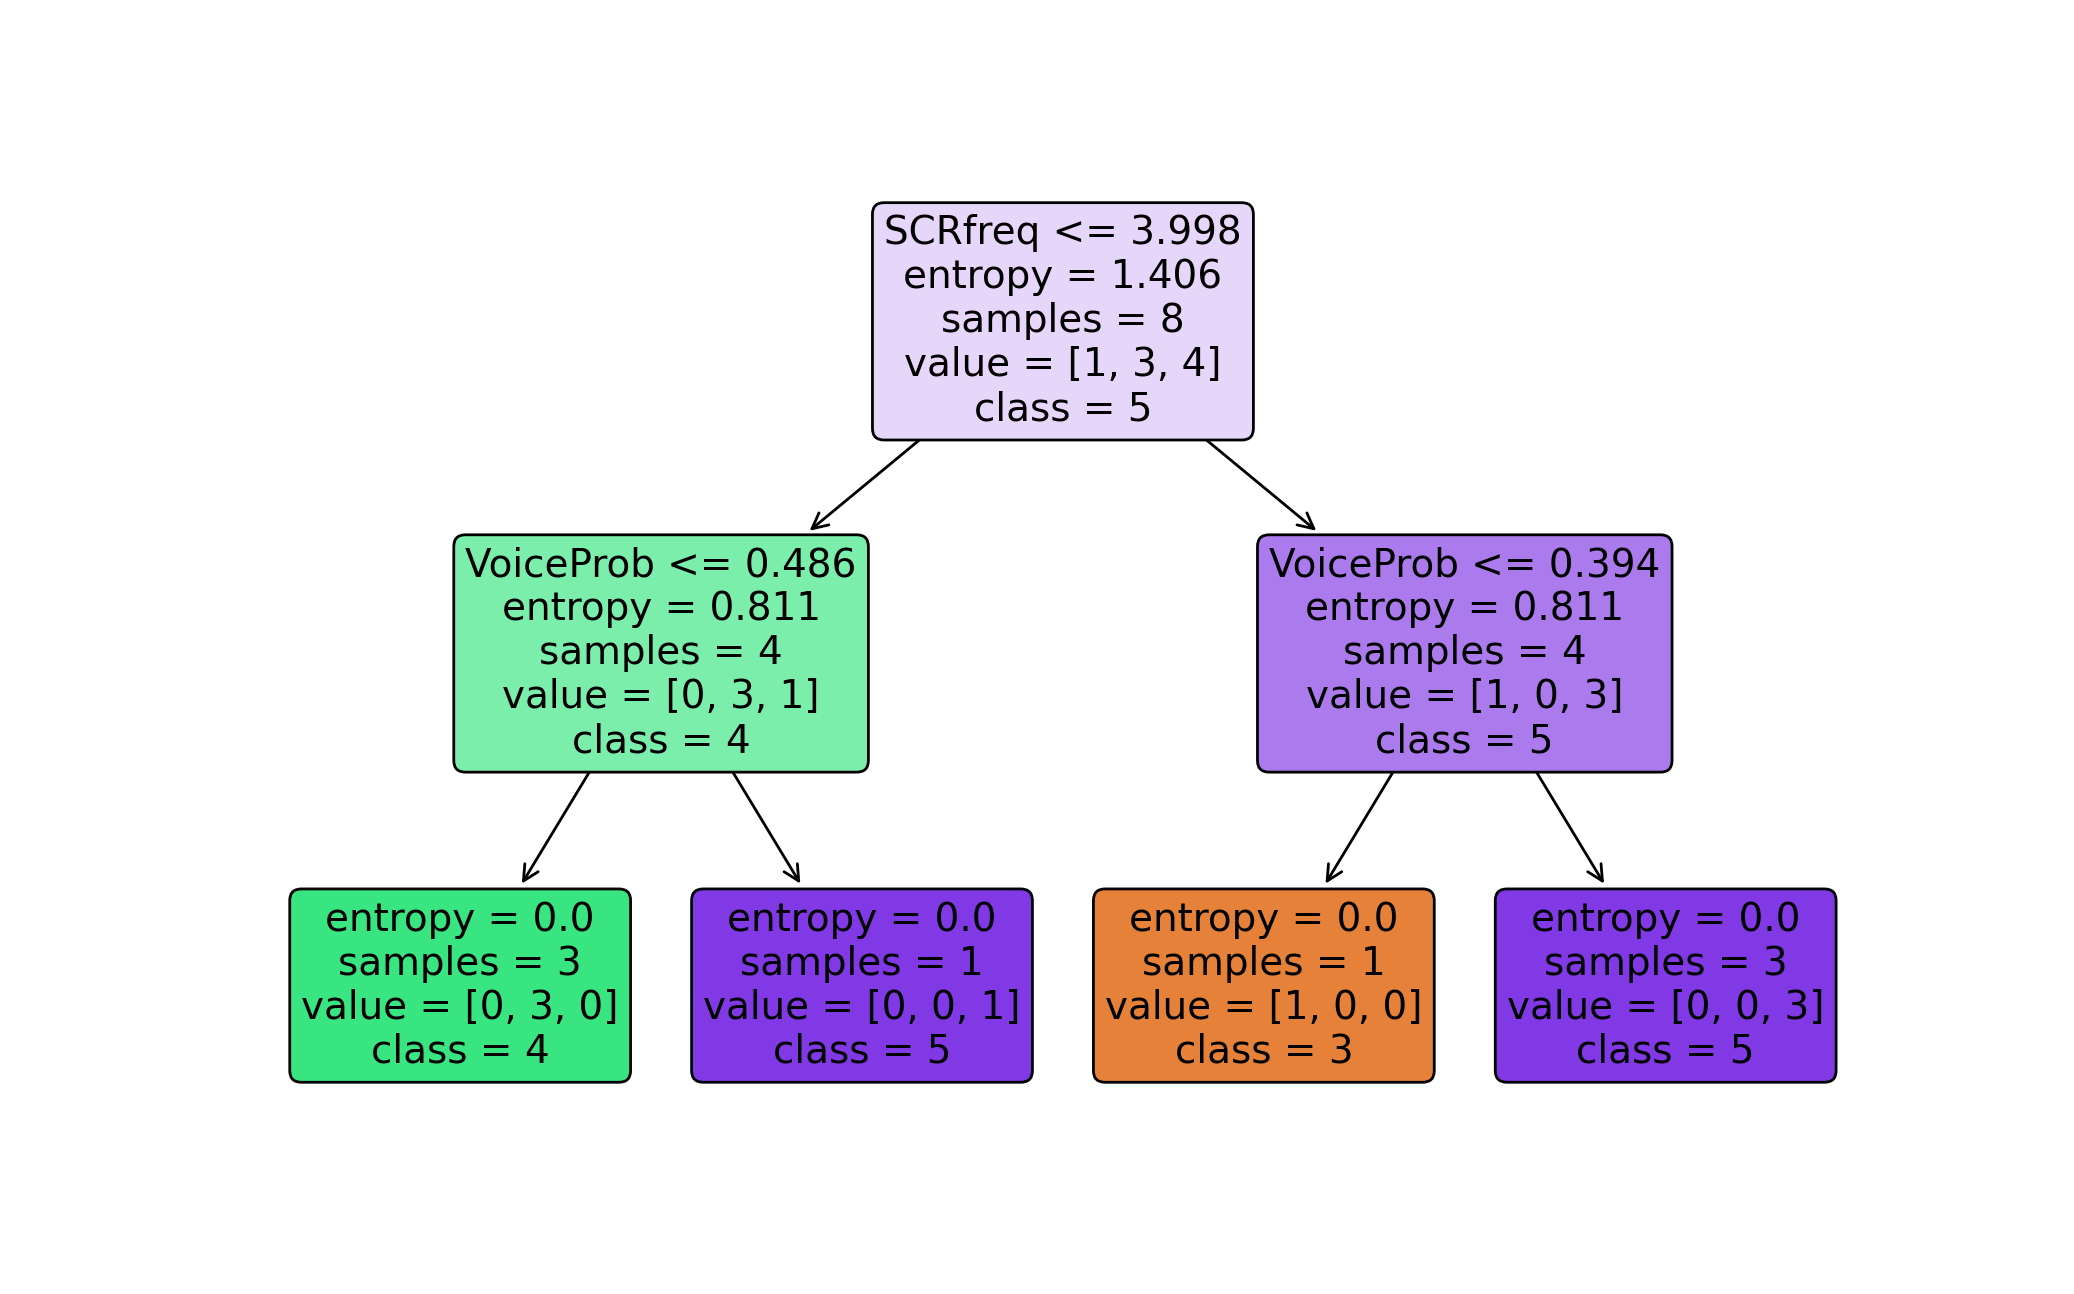 SCRfreq <= 3.998
entropy = 1.406
samples = 8
value = [1, 3, 4]
class = 5
VoiceProb <= 0.486
entropy = 0.811
samples = 4
value = [0, 3, 1]
class = 4
VoiceProb <= 0.394
entropy = 0.811
samples = 4
value = [1, 0, 3]
class = 5
entropy = 0.0
samples = 3
value = [0, 3, 0]
class = 4
entropy = 0.0
samples = 1
value = [0, 0, 1]
class = 5
entropy = 0.0
samples = 1
value = [1, 0, 0]
class = 3
entropy = 0.0
samples = 3
value = [0, 0, 3]
class = 5